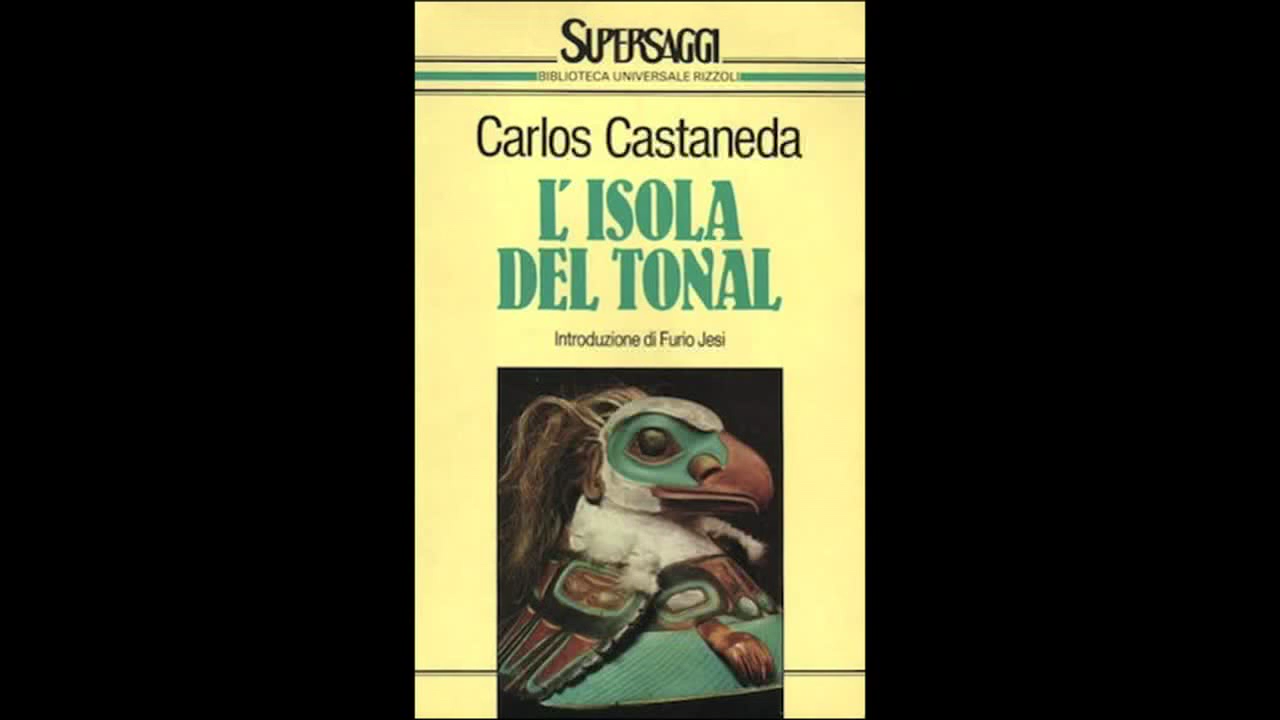 SUPERSAGGI
BIBLIOTECA UNIVERSALE RIZZOLI
Carlos Castaneda
L'ISOLA
DEL TONAL
Introduzione di Furio Jesi